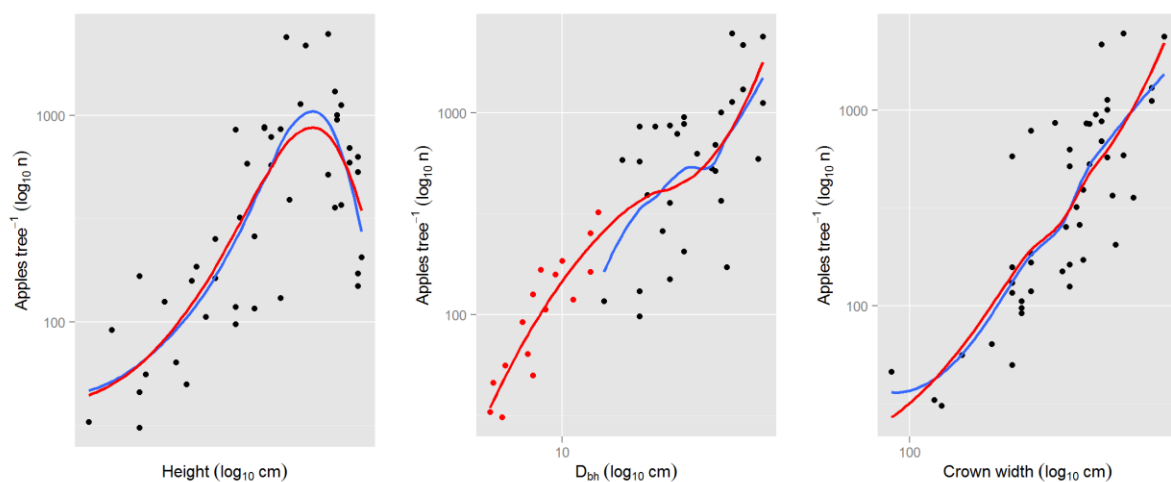 Apples tree⁻¹ (log₁₀ n)
1000
100
Height (log₁₀ cm)
Apples tree⁻¹ (log₁₀ n)
1000
100
10
D_bh (log₁₀ cm)
Apples tree⁻¹ (log₁₀ n)
1000
100
100
Crown width (log₁₀ cm)